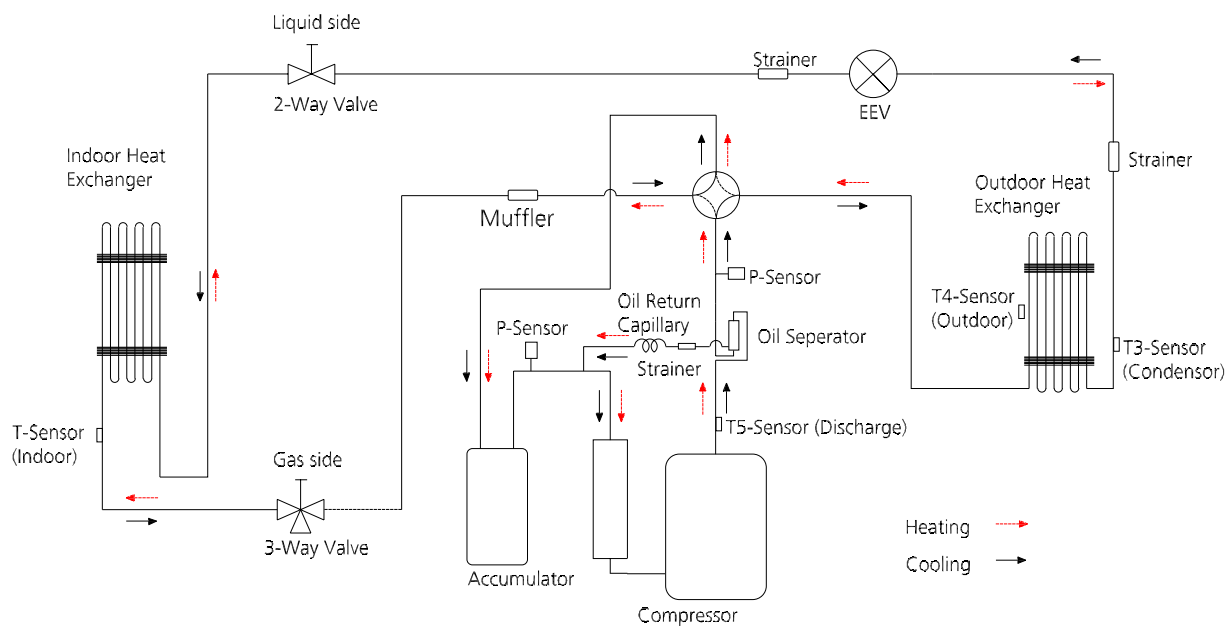 Liquid side
2-Way Valve
Strainer
EEV
Indoor Heat
Exchanger
Strainer
Muffler
Outdoor Heat
Exchanger
P-Sensor
T4-Sensor
(Outdoor)
Oil Return
Capillary
P-Sensor
Oil Seperator
Strainer
T3-Sensor
(Condensor)
T-Sensor
(Indoor)
T5-Sensor (Discharge)
Gas side
3-Way Valve
Heating
Cooling
Accumulator
Compressor